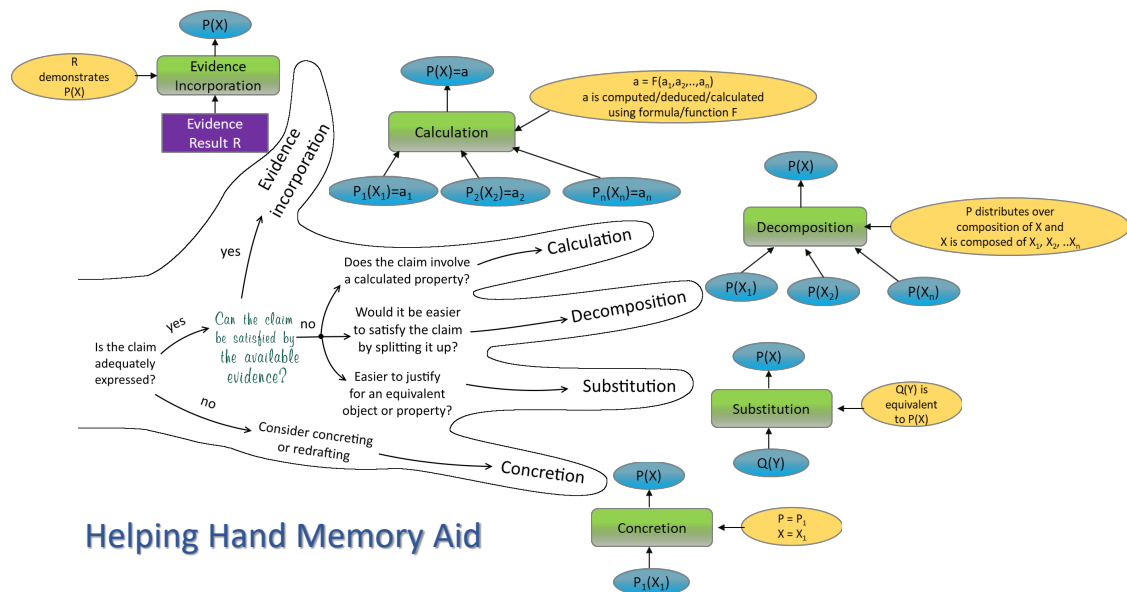 P(X)
R
demonstrates
P(X)
Evidence
Incorporation
Evidence
Result R
P(X)=a
a = F(a₁,a₂,..,aₙ)
a is computed/deduced/calculated
using formula/function F
Calculation
P₁(X₁)=a₁
P₂(X₂)=a₂
Pₙ(Xₙ)=aₙ
P(X)
Decomposition
P distributes over
composition of X and
X is composed of X₁, X₂, ..Xₙ
P(X₁)
P(X₂)
P(Xₙ)
Evidence
incorporation
yes
Does the claim involve
a calculated property?
Calculation
Would it be easier
to satisfy the claim
by splitting it up?
Decomposition
Is the claim
adequately
expressed?
yes
Can the claim
be satisfied by
the available
evidence?
no
Easier to justify
for an equivalent
object or property?
Substitution
no
Consider concreting
or redrafting
Concretion
P(X)
Substitution
Q(Y) is
equivalent
to P(X)
Q(Y)
P(X)
Concretion
P = P₁
X = X₁
P₁(X₁)
Helping Hand Memory Aid